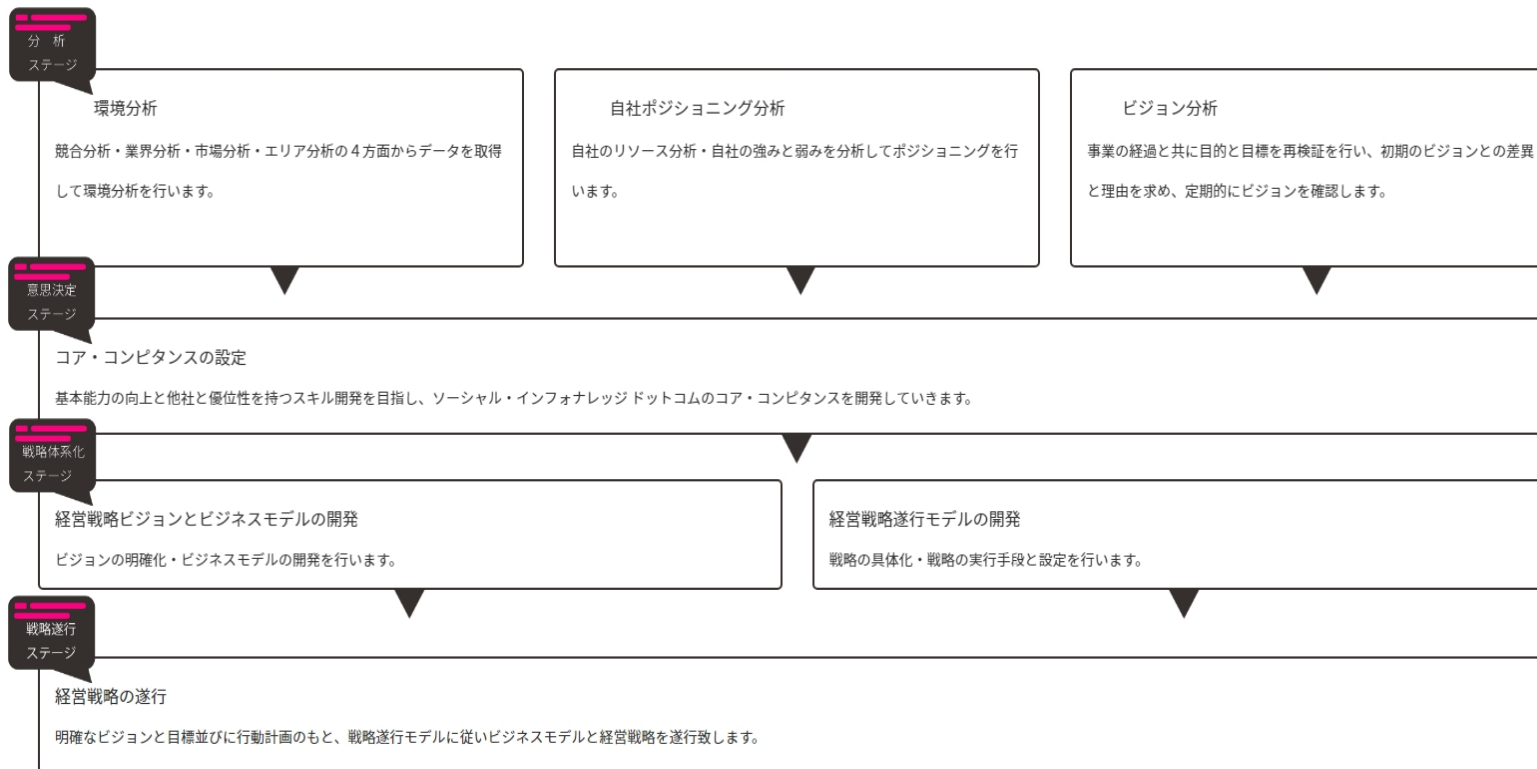 分 析
ステージ
環境分析
競合分析・業界分析・市場分析・エリア分析の４方面からデータを取得
して環境分析を行います。
自社ポジショニング分析
自社のリソース分析・自社の強みと弱みを分析してポジショニングを行
います。
ビジョン分析
事業の経過と共に目的と目標を再検証を行い、初期のビジョンとの差異
と理由を求め、定期的にビジョンを確認します。
意思決定
ステージ
コア・コンピタンスの設定
基本能力の向上と他社と優位性を持つスキル開発を目指し、ソーシャル・インフォナレッジ ドットコムのコア・コンピタンスを開発していきます。
戦略体系化
ステージ
経営戦略ビジョンとビジネスモデルの開発
ビジョンの明確化・ビジネスモデルの開発を行います。
経営戦略遂行モデルの開発
戦略の具体化・戦略の実行手段と設定を行います。
戦略遂行
ステージ
経営戦略の遂行
明確なビジョンと目標並びに行動計画のもと、戦略遂行モデルに従いビジネスモデルと経営戦略を遂行致します。